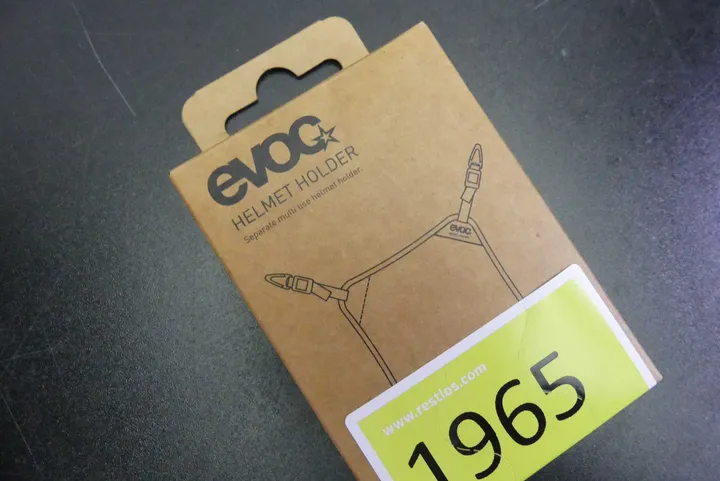 evoc
HELMET HOLDER
Separate multi use helmet holder.
evoc
www.restlos.com
1965